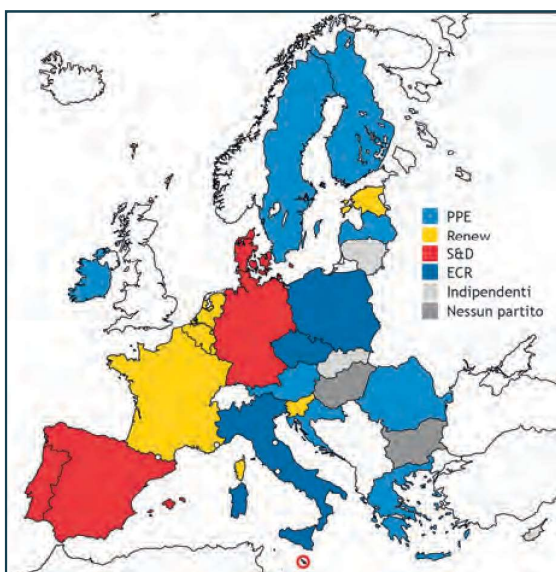 PPE
Renew
S&D
ECR
Indipendenti
Nessun partito